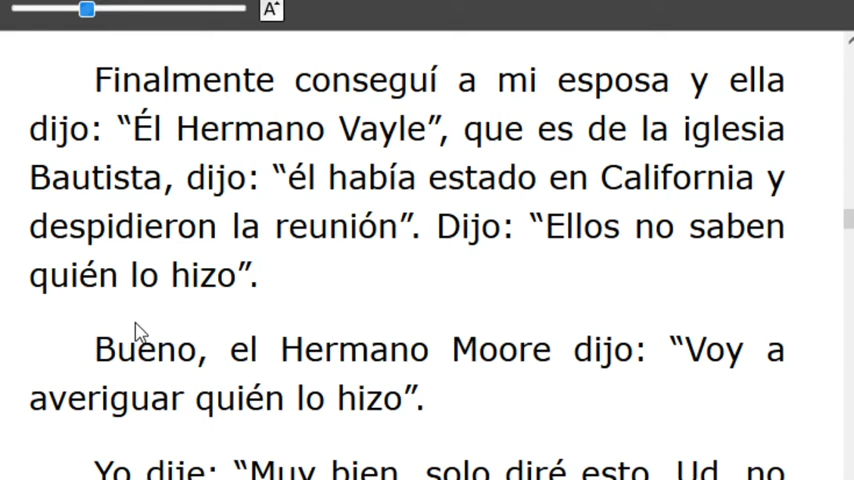 A
Finalmente conseguí a mi esposa y ella
dijo: “Él Hermano Vayle”, que es de la iglesia
Bautista, dijo: “él había estado en California y
despidieron la reunión”. Dijo: “Ellos no saben
quién lo hizo”.
Bueno, el Hermano Moore dijo: “Voy a
averiguar quién lo hizo”.
Yo dije: “Muy bien, solo diré esto. Ud. no